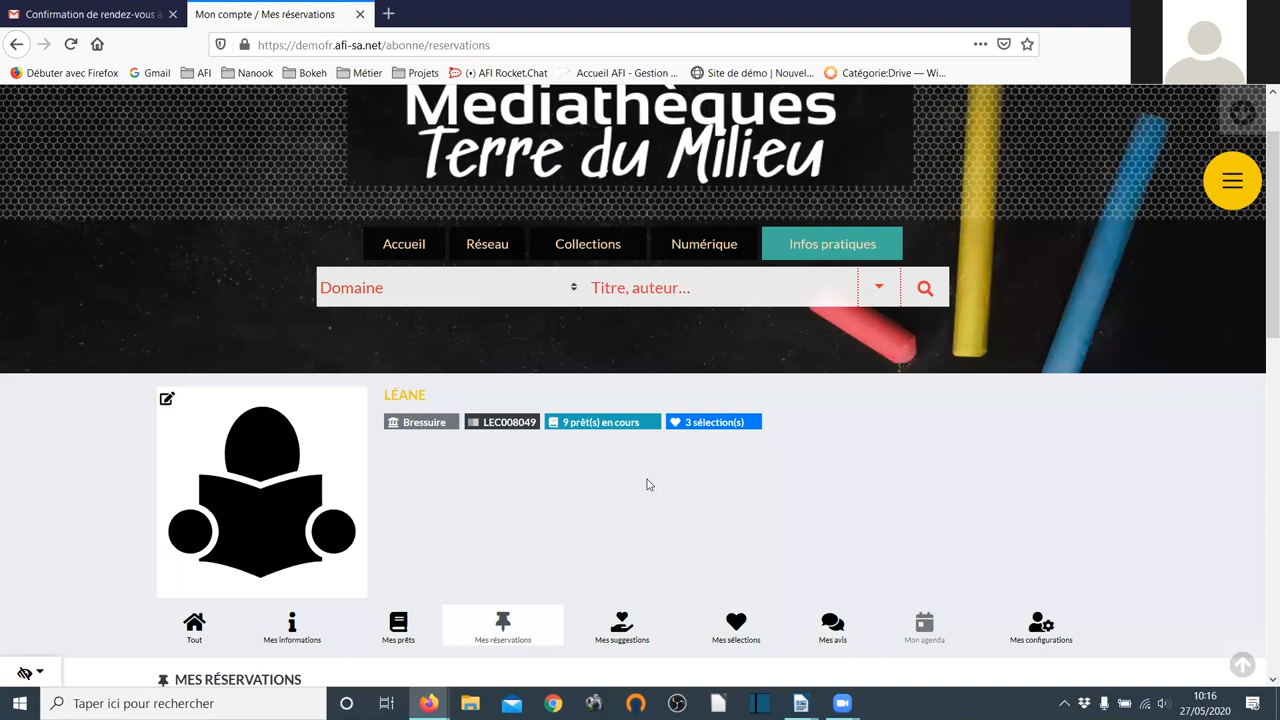 Confirmation de rendez-vous à
Mon compte / Mes réservations
https://demofr.afi-sa.net/abonne/reservations
Débuter avec Firefox
Gmail
AFI
Nanook
Bokeh
Métier
Projets
AFI Rocket.Chat
Accueil AFI - Gestion ...
Site de démo | Nouvel...
Catégorie:Drive — Wi...
Mediathèques
Terre du Milieu
Accueil
Réseau
Collections
Numérique
Infos pratiques
Domaine
Titre, auteur...
LÉANE
Bressuire
LEC008049
9 prêt(s) en cours
3 sélection(s)
Tout
Mes informations
Mes prêts
Mes réservations
Mes suggestions
Mes sélections
Mes avis
Mon agenda
Mes configurations
MES RÉSERVATIONS
Taper ici pour rechercher
10:16
27/05/2020